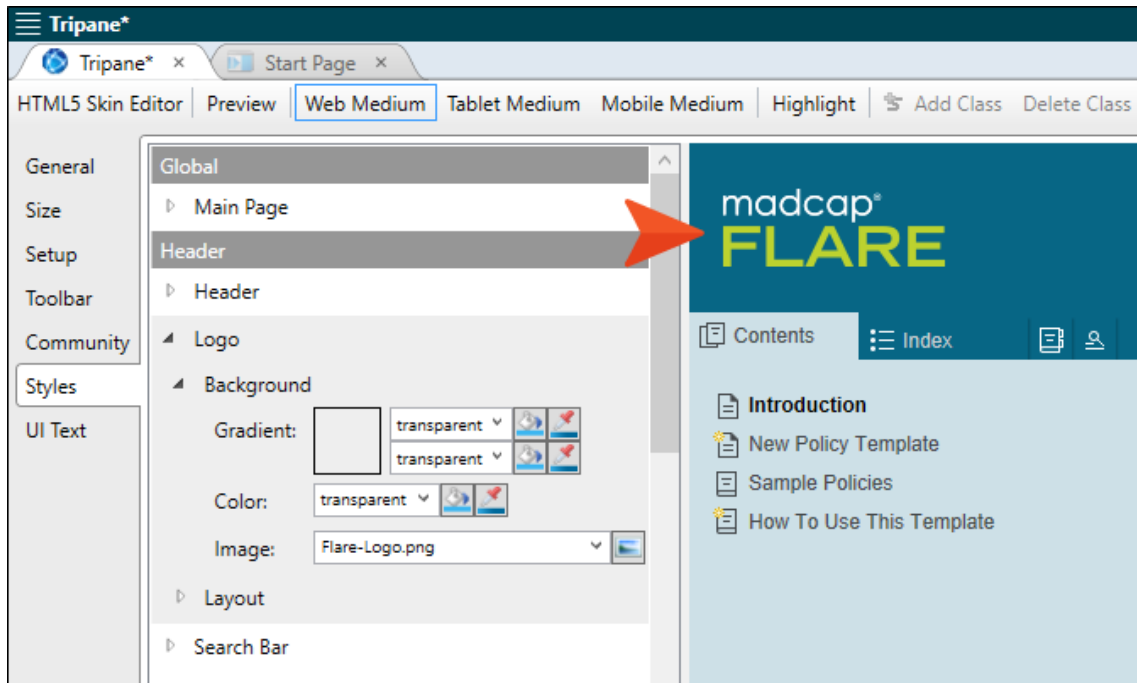 Tripane*
Tripane* × Start Page ×
HTML5 Skin Editor Preview Web Medium Tablet Medium Mobile Medium Highlight Add Class Delete Class
General
Size
Setup
Toolbar
Community
Styles
UI Text
Global
Main Page
Header
Header
Logo
Background
Gradient: transparent
transparent
Color: transparent
Image: Flare-Logo.png
Layout
Search Bar
madcap®
FLARE
Contents Index
Introduction
New Policy Template
Sample Policies
How To Use This Template